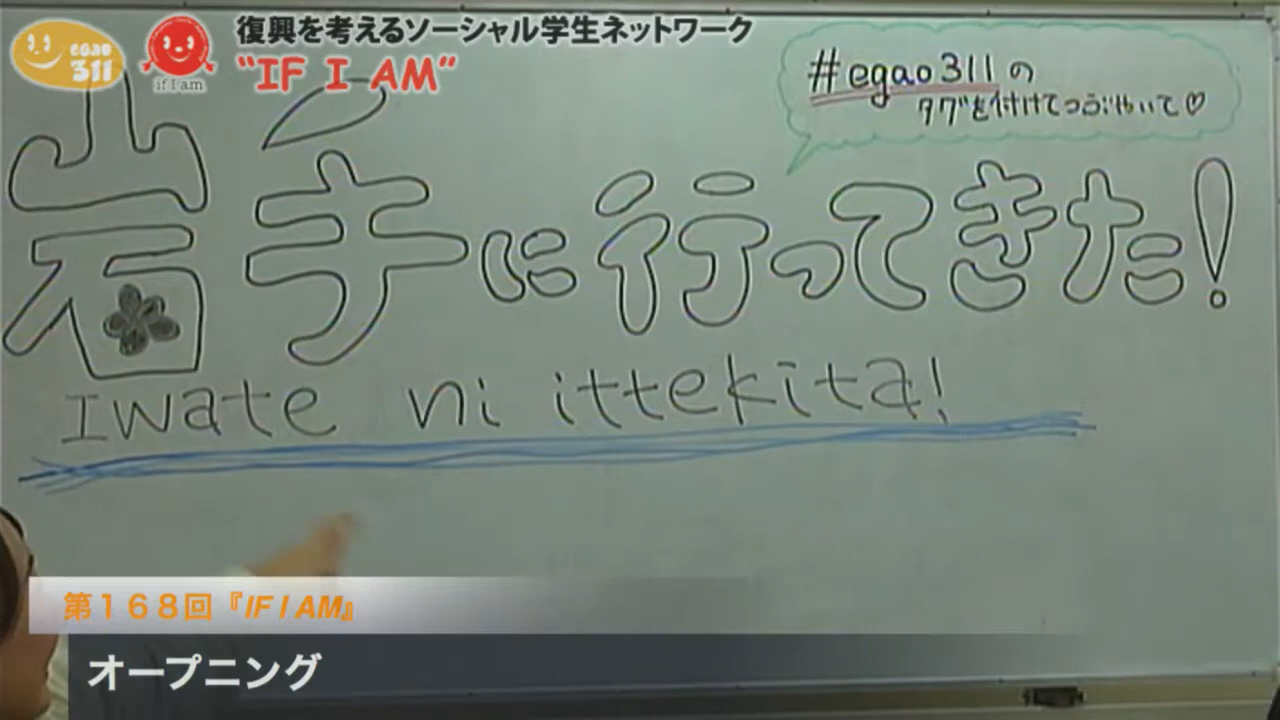 egao
311
if I am
復興を考えるソーシャル学生ネットワーク
“IF I AM”
#egao311の
タグを付けてつぶやいて♡
岩手に行ってきた!
Iwate ni ittekita!
第168回『IF I AM』
オープニング